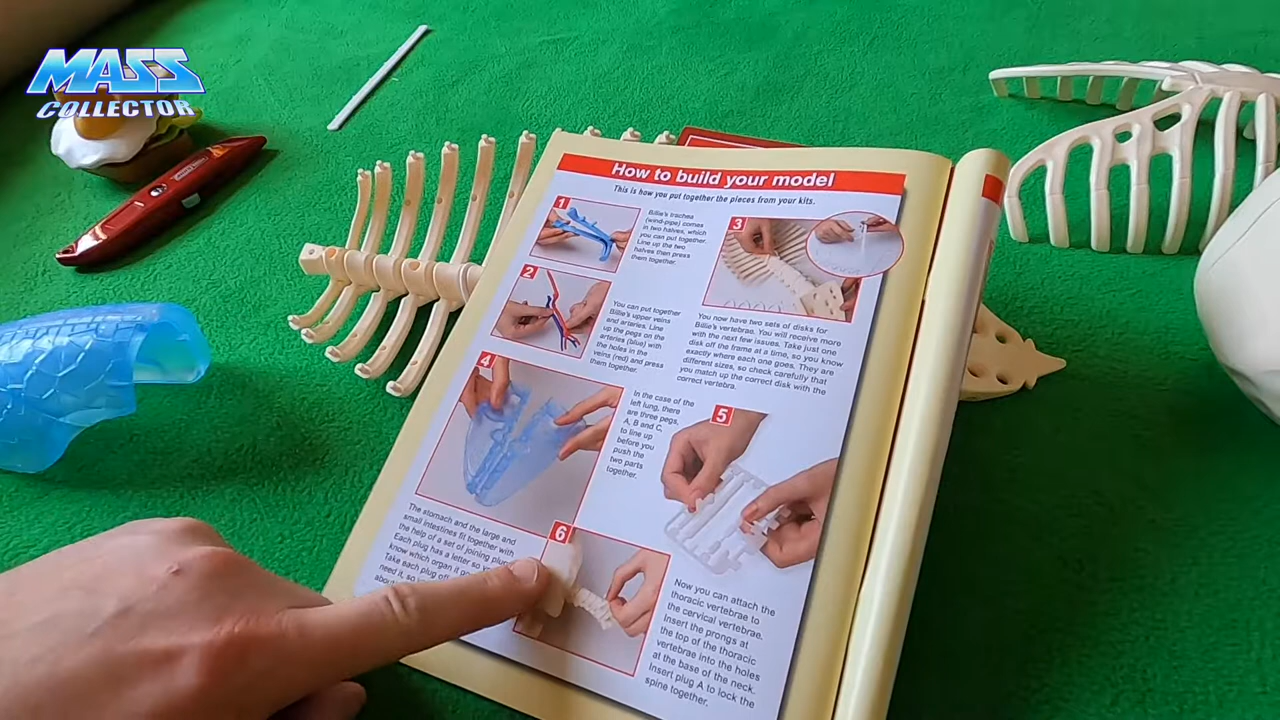 MASS
COLLECTOR
How to build your model
This is how you put together the pieces from your kits.
1
Billie's trachea
(wind-pipe) comes
in two halves, which
you can put together.
Line up the two
halves then press
them together.
2
You can put together
Billie's upper veins
and arteries. Line
up the pegs on the
arteries (blue) with
the holes in the
veins (red) and press
them together.
3
You now have two sets of disks for
Billie's vertebrae. You will receive more
with the next few issues. Take just one
disk off the frame at a time, so you know
exactly where each one goes. They are
different sizes, so check carefully that
you match up the correct disk with the
correct vertebra.
4
In the case of the
left lung, there
are three pegs,
A, B and C,
to line up
before you
push the
two parts
together.
5
The stomach and the large and
small intestines fit together with
the help of a set of joining
Each plug has a letter so
know which organ it
Take each plug
need it, so
6
Now you can attach the
thoracic vertebrae to
the cervical vertebrae.
Insert the prongs at
the top of the thoracic
vertebrae into the holes
at the base of the neck.
Insert plug A to lock the
spine together.